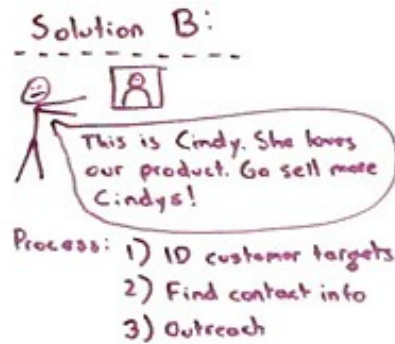 Solution B:
This is Cindy. She loves
our product. Go sell more
Cindys!
Process: 1) ID customer targets
2) Find contact info
3) Outreach